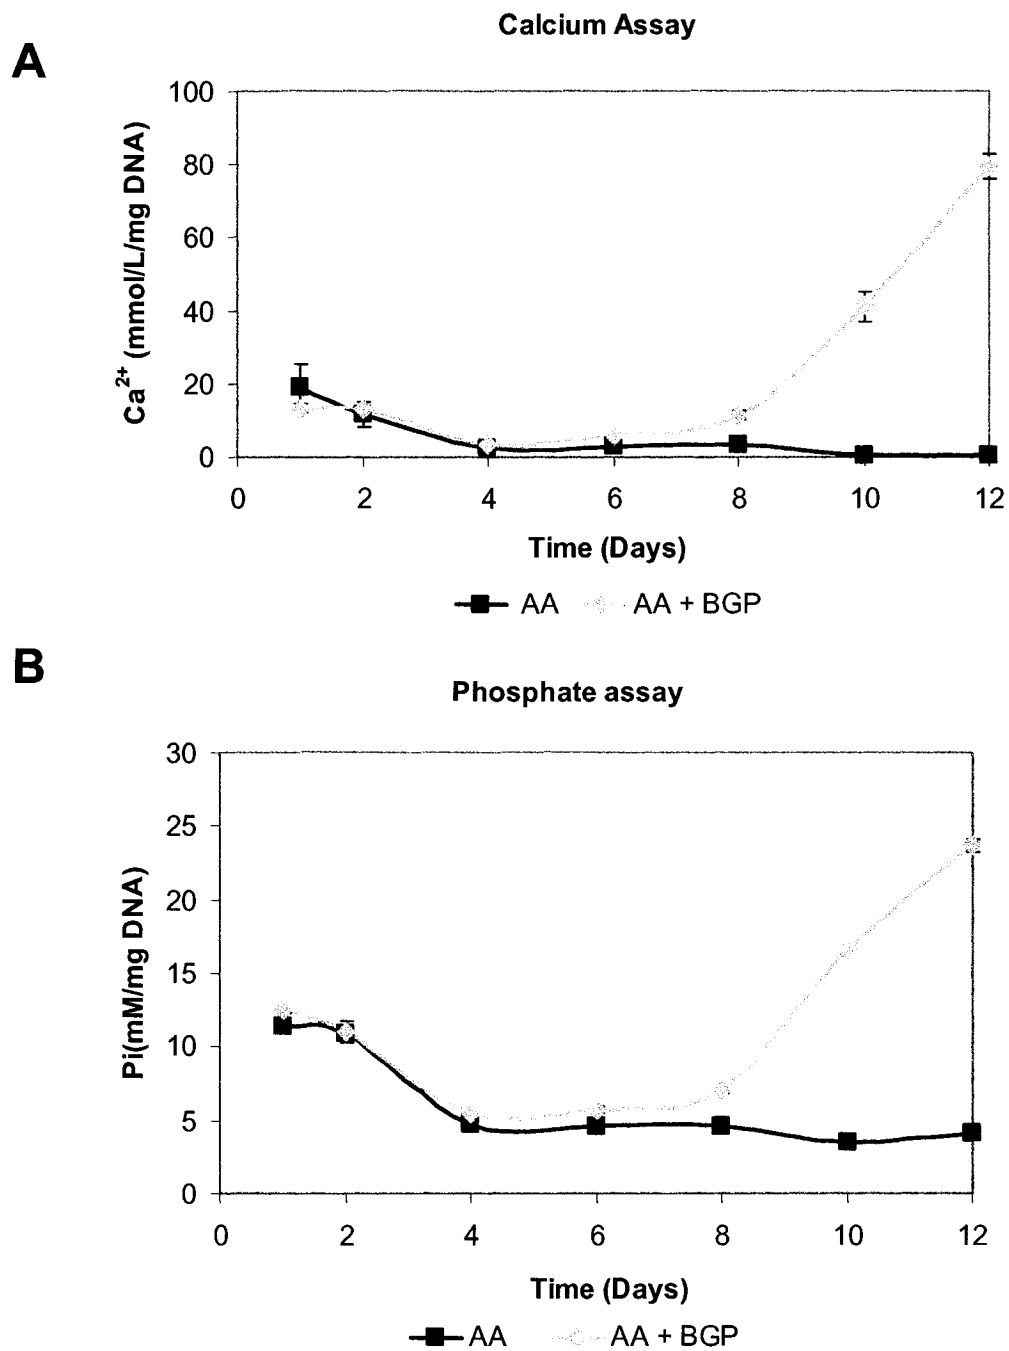 Calcium Assay
A
100
80
60
40
20
0
Ca²⁺ (mmol/L/mg DNA)
0 2 4 6 8 10 12
Time (Days)
AA AA + BGP
B
Phosphate assay
30
25
20
15
10
5
0
Pi(mM/mg DNA)
0 2 4 6 8 10 12
Time (Days)
AA AA + BGP